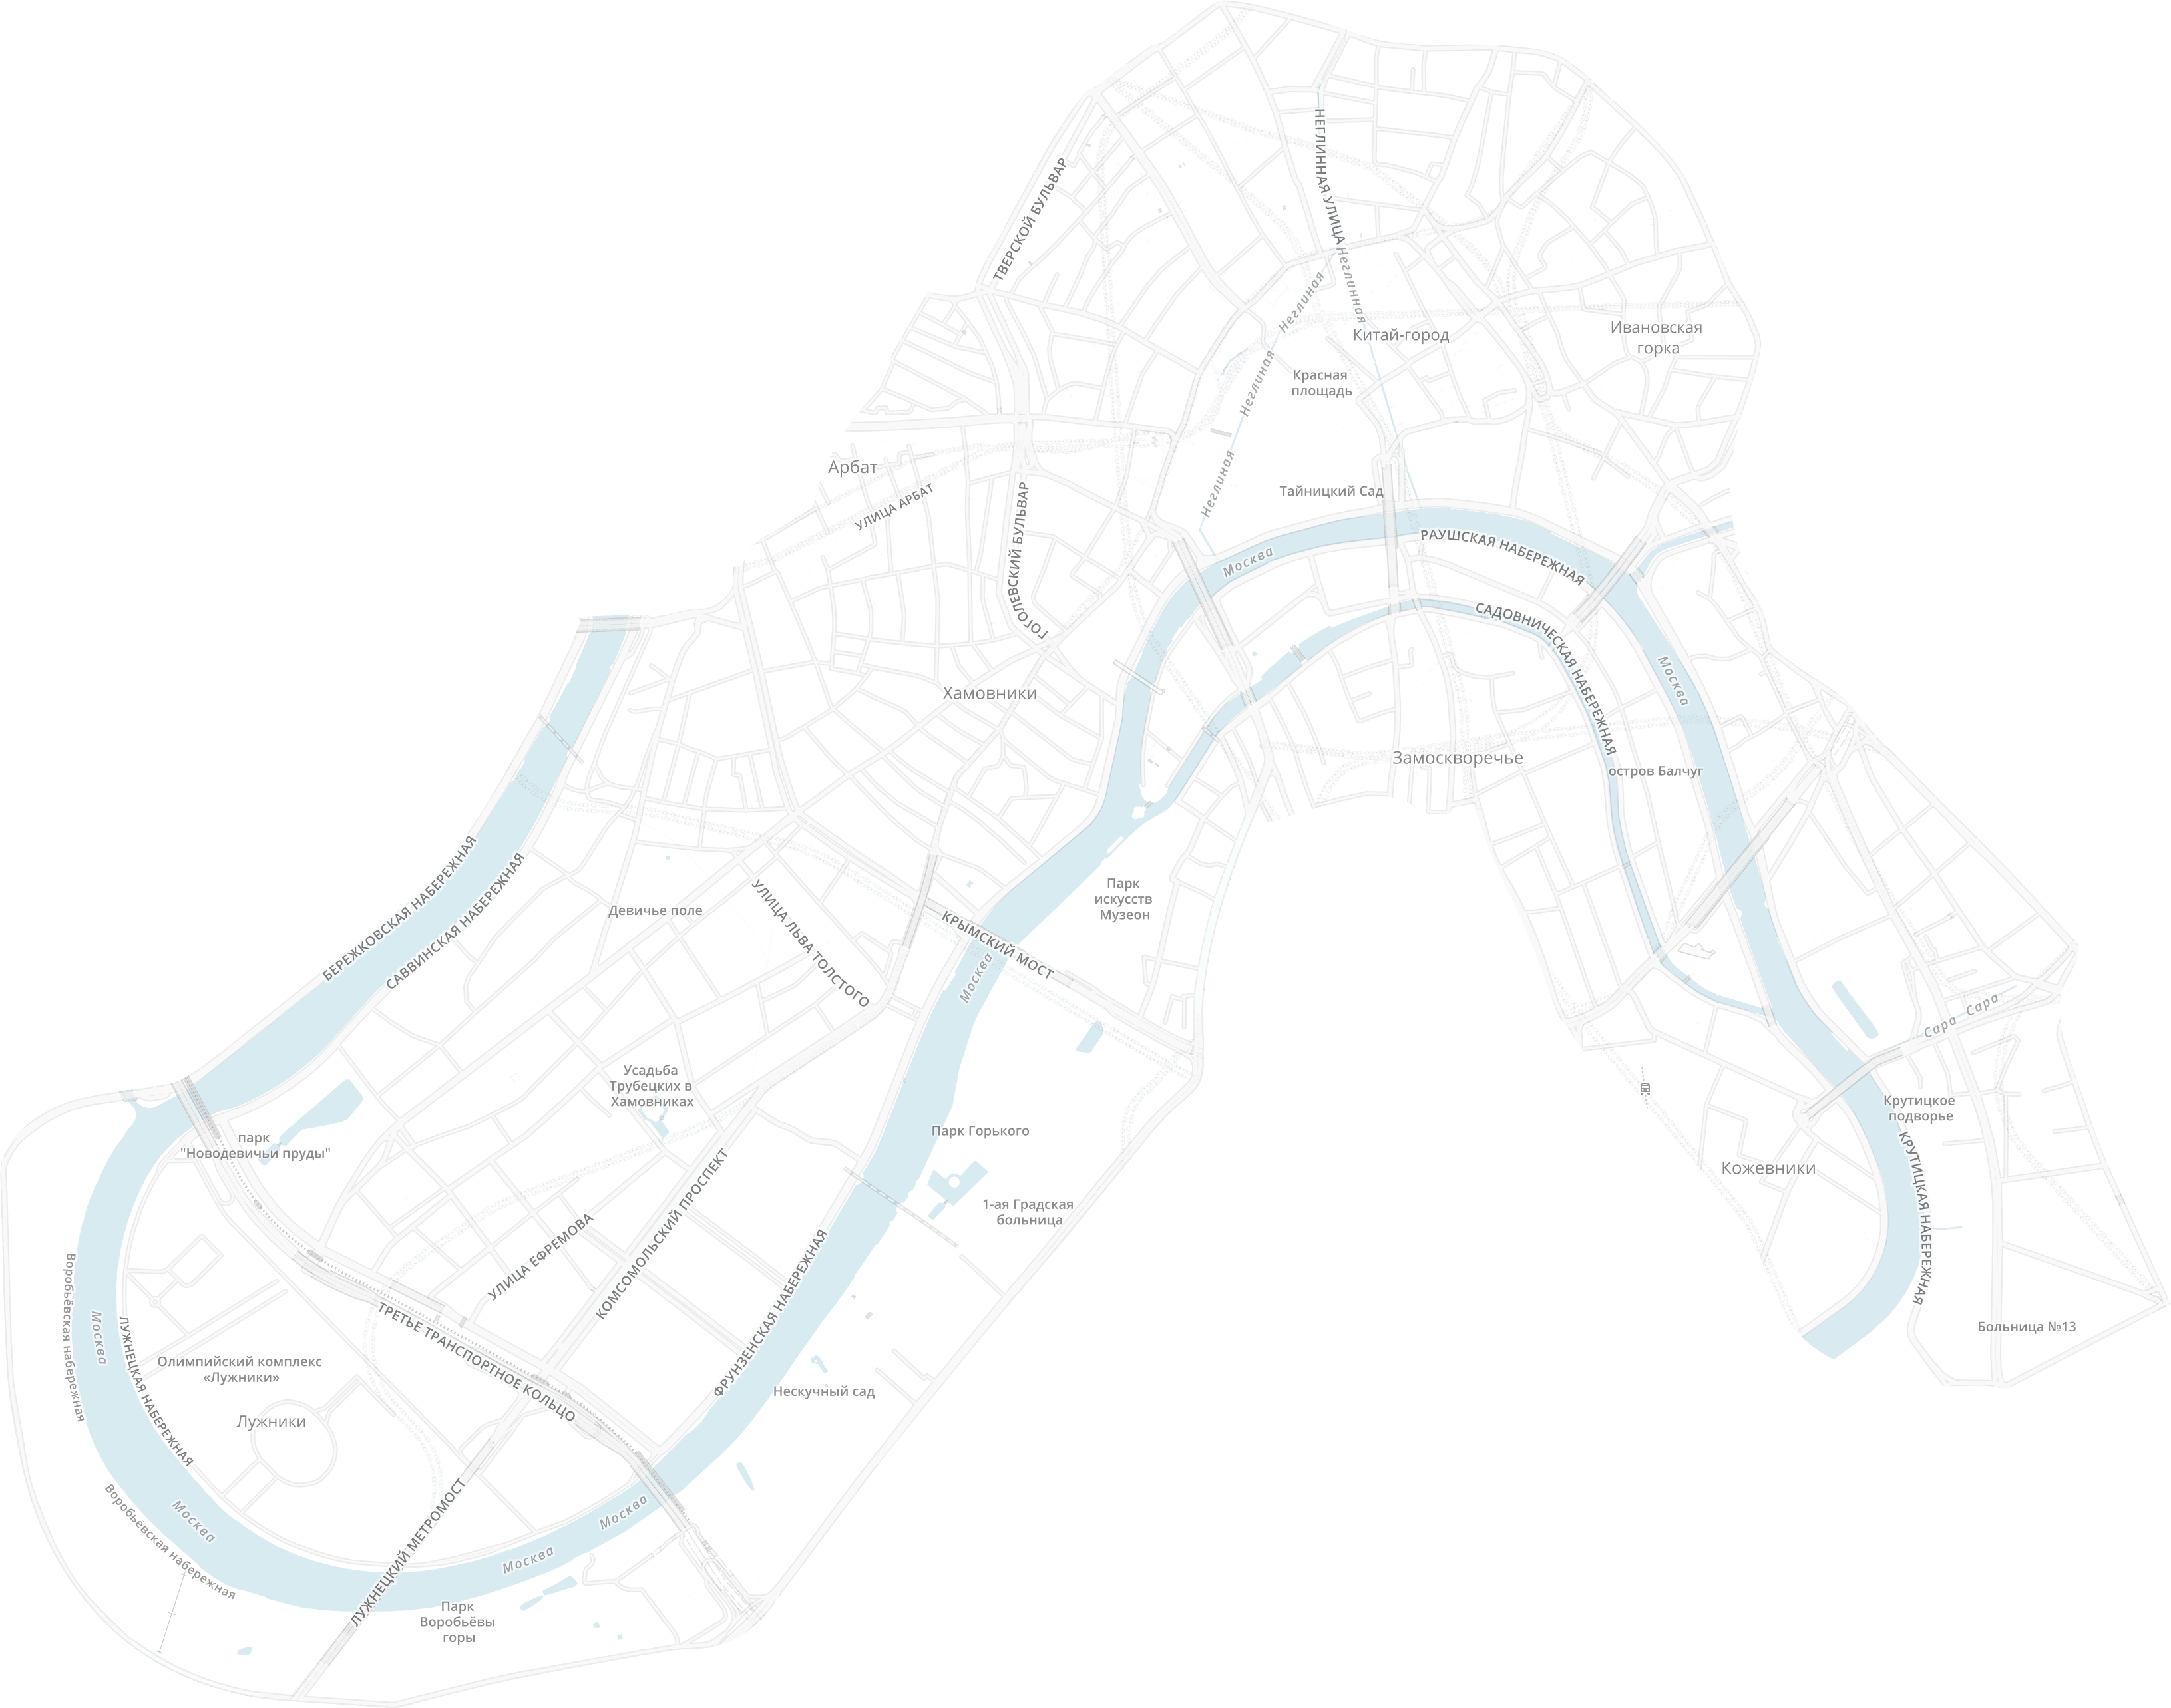 ТВЕРСКОЙ БУЛЬВАР
НЕГЛИННАЯ УЛИЦА
Неглинная
Неглиная
Неглиная
Неглиная
Китай-город
Ивановская
горка
Красная
площадь
Арбат
УЛИЦА АРБАТ
ГОГОЛЕВСКИЙ БУЛЬВАР
Тайницкий Сад
Москва
РАУШСКАЯ НАБЕРЕЖНАЯ
САДОВНИЧЕСКАЯ НАБЕРЕЖНАЯ
Москва
Хамовники
Замоскворечье
остров Балчуг
БЕРЕЖКОВСКАЯ НАБЕРЕЖНАЯ
САВВИНСКАЯ НАБЕРЕЖНАЯ
Девичье поле
УЛИЦА ЛЬВА ТОЛСТОГО
КРЫМСКИЙ МОСТ
Москва
Парк
искусств
Музеон
Сара
Сара
Усадьба
Трубецких в
Хамовниках
Парк Горького
Крутицкое
подворье
парк
"Новодевичьи пруды"
Кожевники
КРУТИЦКАЯ НАБЕРЕЖНАЯ
1-ая Градская
больница
УЛИЦА ЕФРЕМОВА
КОМСОМОЛЬСКИЙ ПРОСПЕКТ
ФРУНЗЕНСКАЯ НАБЕРЕЖНАЯ
Воробьёвская набережная
Москва
ЛУЖНЕЦКАЯ НАБЕРЕЖНАЯ
ТРЕТЬЕ ТРАНСПОРТНОЕ КОЛЬЦО
Больница №13
Олимпийский комплекс
«Лужники»
Нескучный сад
Лужники
Воробьёвская набережная
Москва
ЛУЖНЕЦКИЙ МЕТРОМОСТ
Москва
Москва
Парк
Воробьёвы
горы